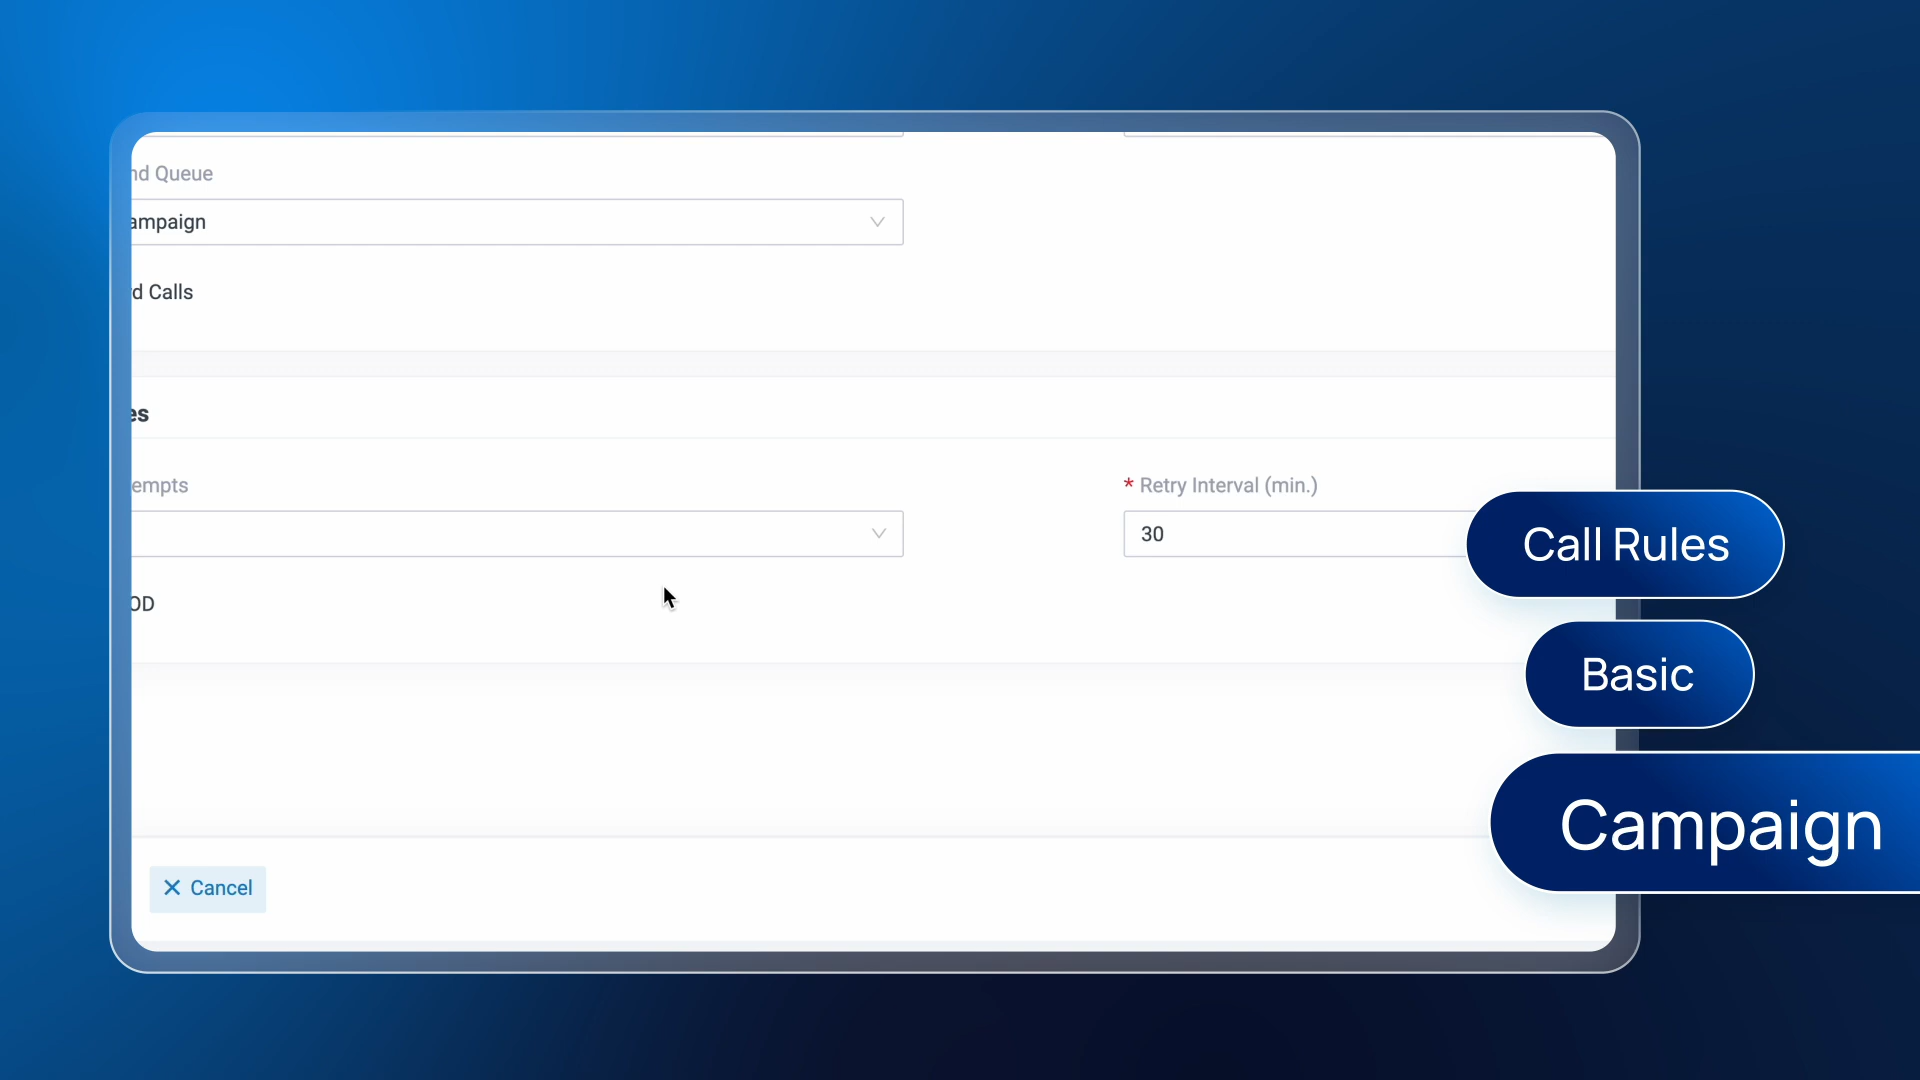 nd Queue
ampaign
d Calls
es
empts
* Retry Interval (min.)
30
OD
Call Rules
Basic
Campaign
Cancel